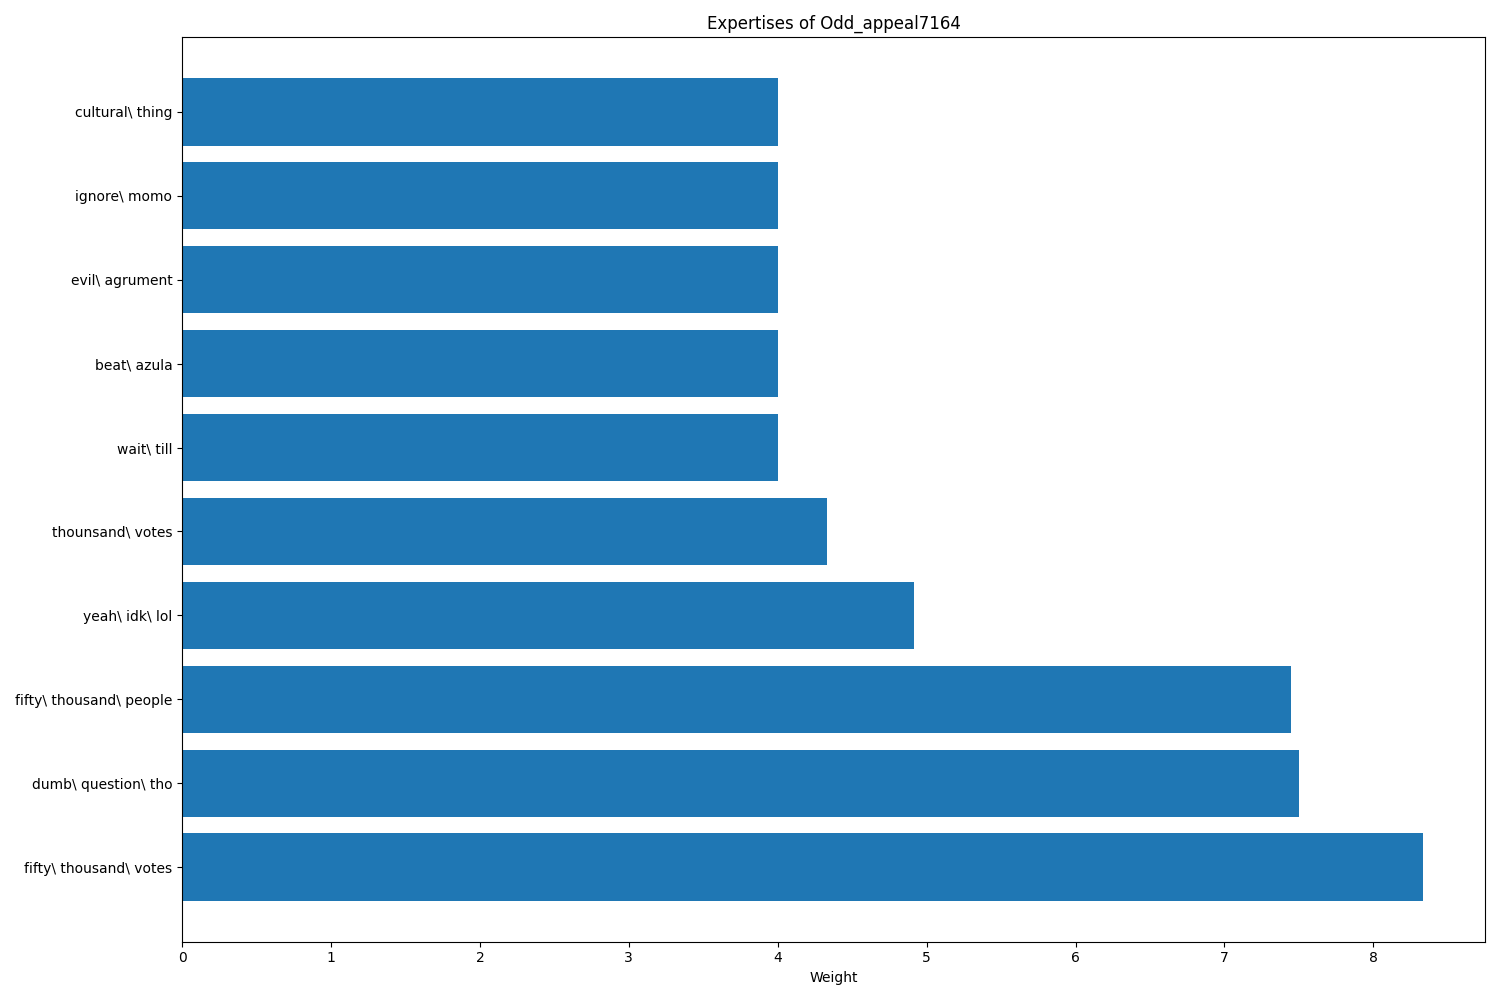 Expertises of Odd_appeal7164
cultural\ thing
ignore\ momo
evil\ agrument
beat\ azula
wait\ till
thounsand\ votes
yeah\ idk\ lol
fifty\ thousand\ people
dumb\ question\ tho
fifty\ thousand\ votes
0 1 2 3 4 5 6 7 8
Weight